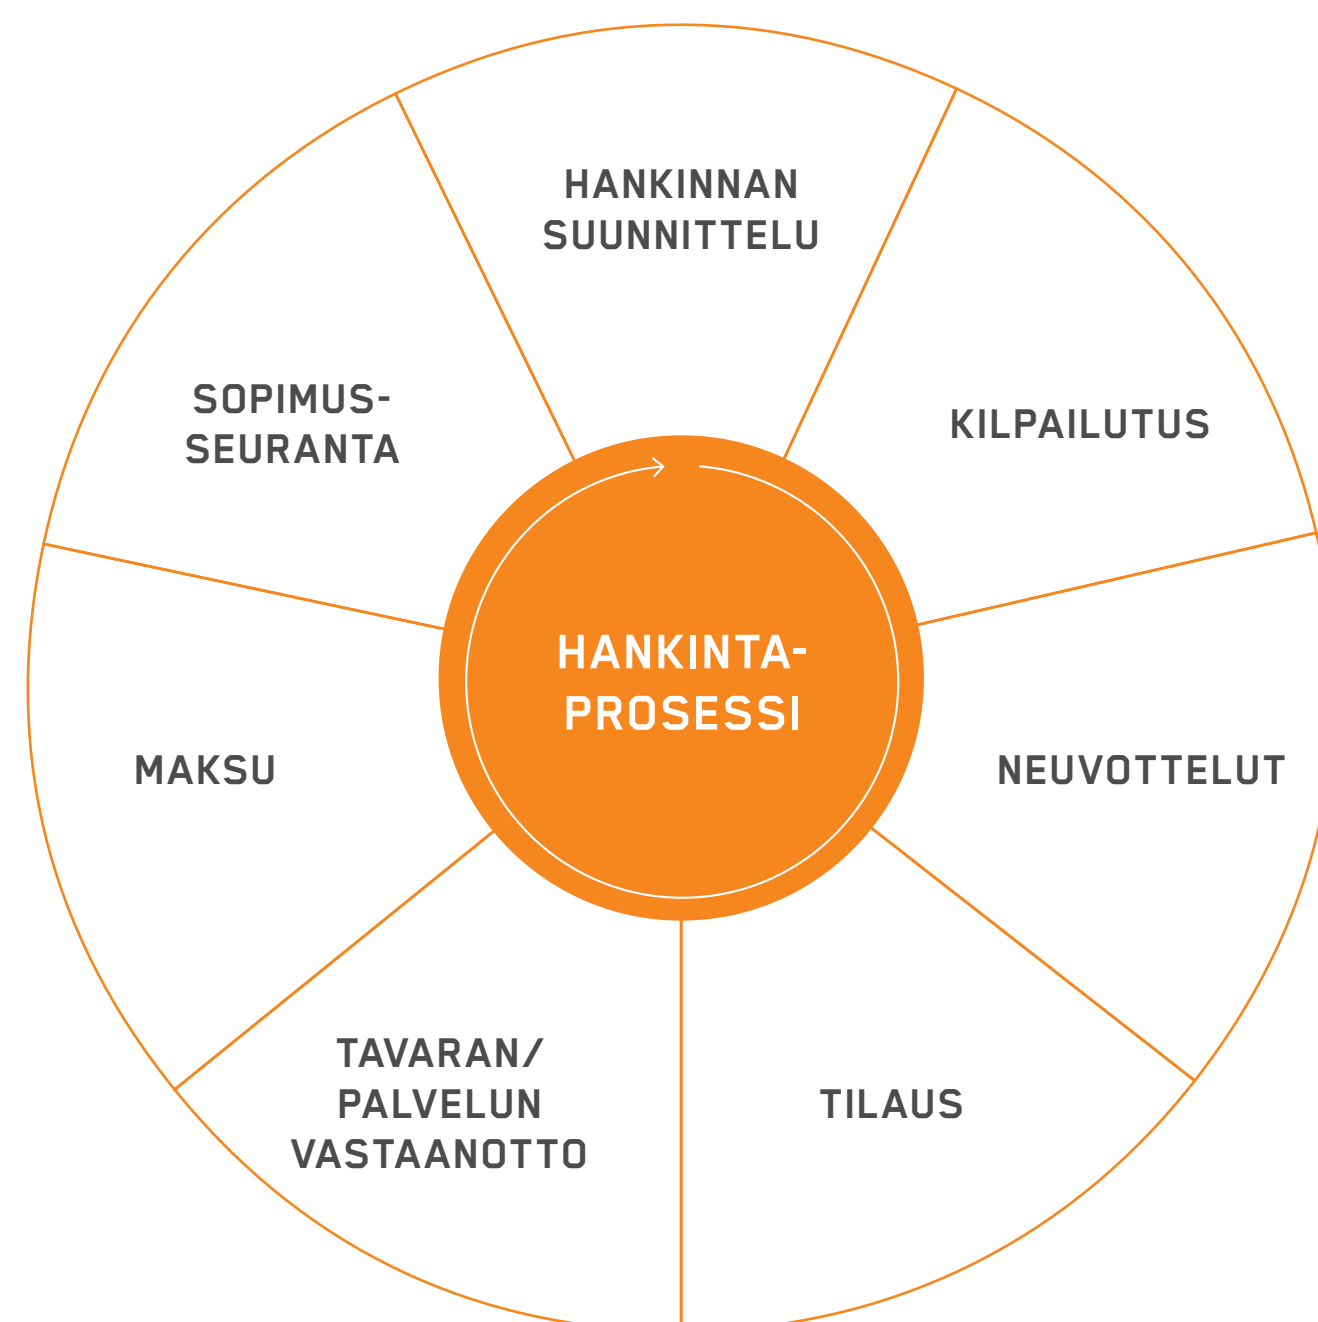 HANKINNAN
SUUNNITTELU
KILPAILUTUS
NEUVOTTELUT
TILAUS
TAVARAN/
PALVELUN
VASTAANOTTO
MAKSU
SOPIMUS-
SEURANTA
HANKINTA-
PROSESSI